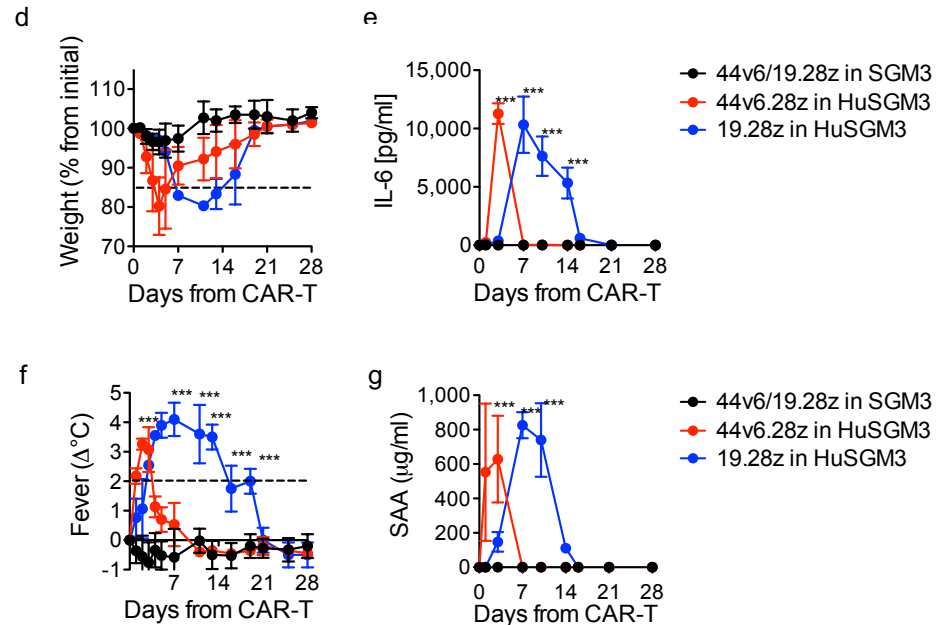 d
Weight (% from initial)
110
100
90
80
70
0 7 14 21 28
Days from CAR-T
e
IL-6 [pg/ml]
15,000
10,000
5,000
0
*** *** *** ***
0 7 14 21 28
Days from CAR-T
44v6/19.28z in SGM3
44v6.28z in HuSGM3
19.28z in HuSGM3
f
Fever (Δ°C)
5
4
3
2
1
0
-1
*** *** *** *** *** ***
7 14 21 28
Days from CAR-T
g
SAA (µg/ml)
1,000
800
600
400
200
0
*** *** ***
0 7 14 21 28
Days from CAR-T
44v6/19.28z in SGM3
44v6.28z in HuSGM3
19.28z in HuSGM3